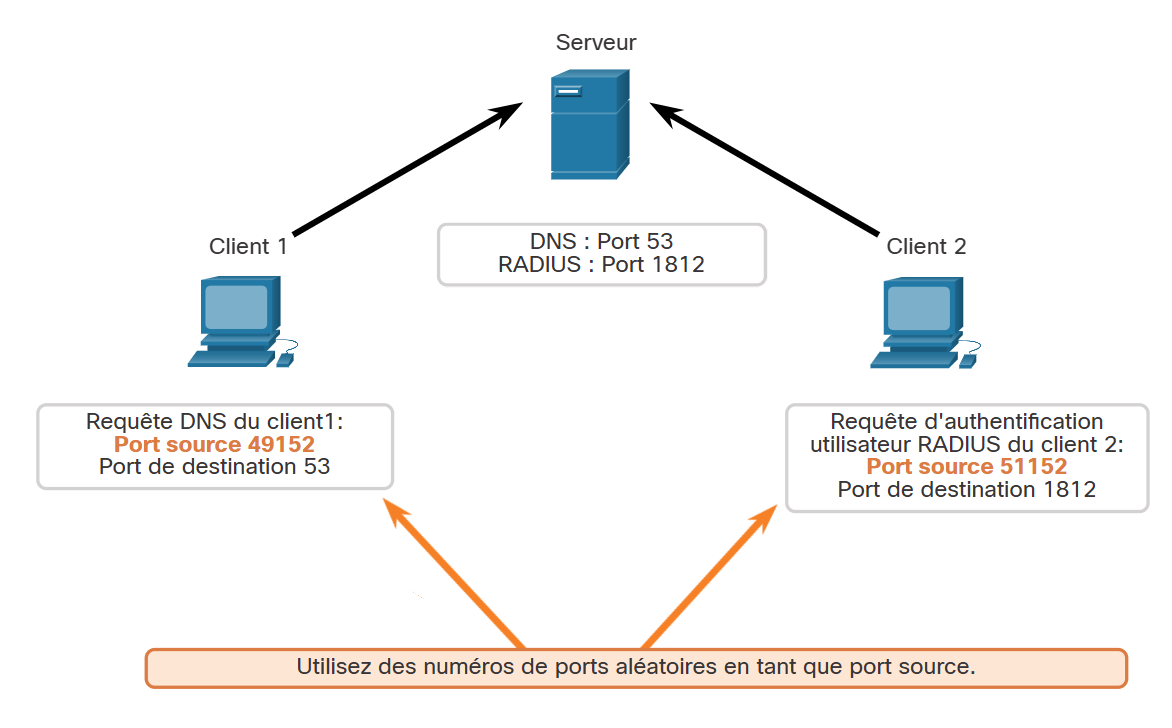 Serveur
Client 1
DNS : Port 53
RADIUS : Port 1812
Client 2
Requête DNS du client1:
Port source 49152
Port de destination 53
Requête d'authentification
utilisateur RADIUS du client 2:
Port source 51152
Port de destination 1812
Utilisez des numéros de ports aléatoires en tant que port source.